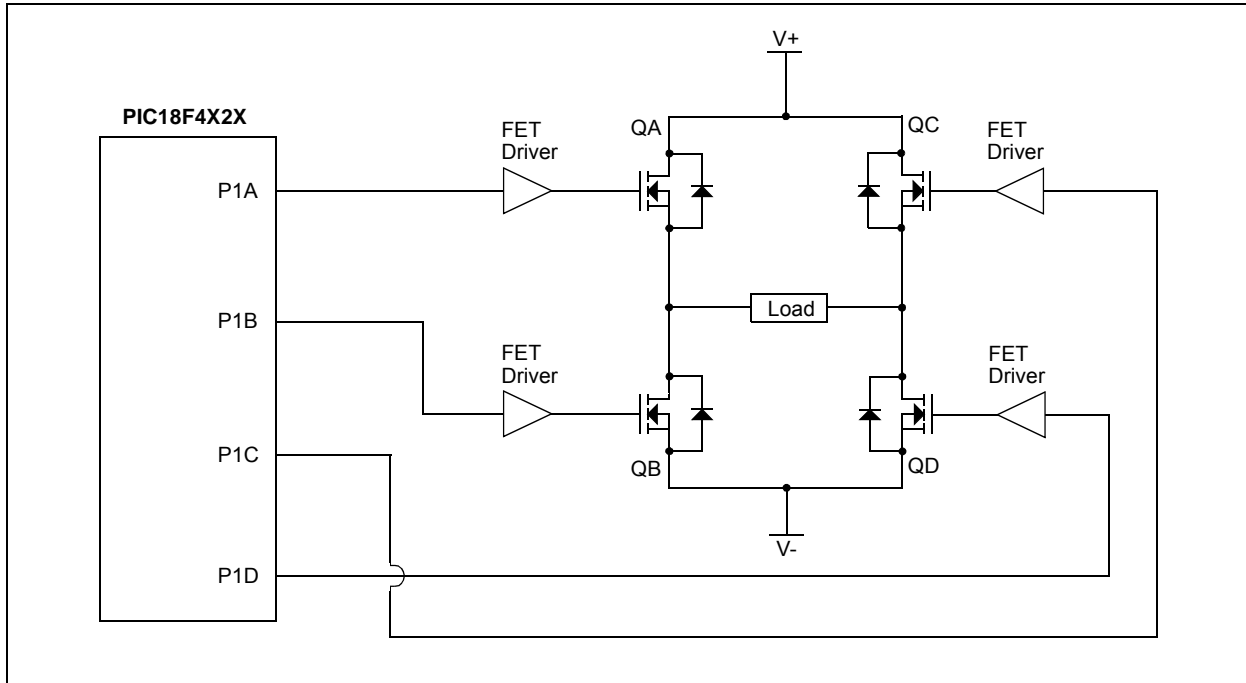 V+
PIC18F4X2X
FET
Driver
QA
QC
FET
Driver
P1A
Load
P1B
FET
Driver
FET
Driver
P1C
QB
QD
V-
P1D